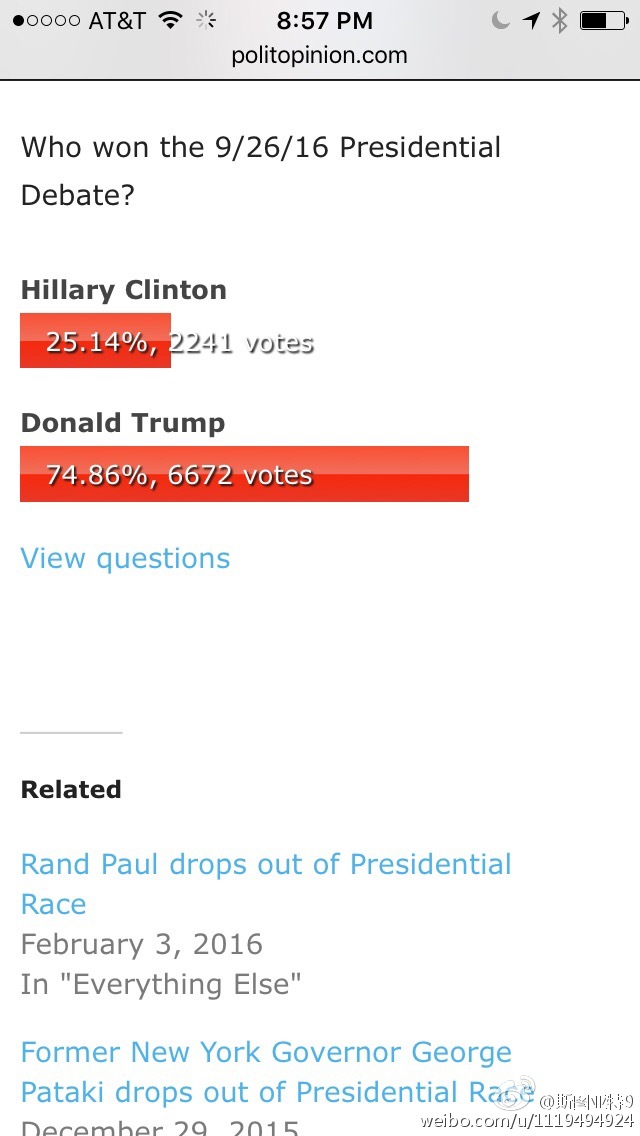 AT&T 8:57 PM
politopinion.com
Who won the 9/26/16 Presidential
Debate?
Hillary Clinton
25.14%, 2241 votes
Donald Trump
74.86%, 6672 votes
View questions
Related
Rand Paul drops out of Presidential
Race
February 3, 2016
In "Everything Else"
Former New York Governor George
Pataki drops out of Presidential Race
December 29, 2015
weibo.com/u/1119494924